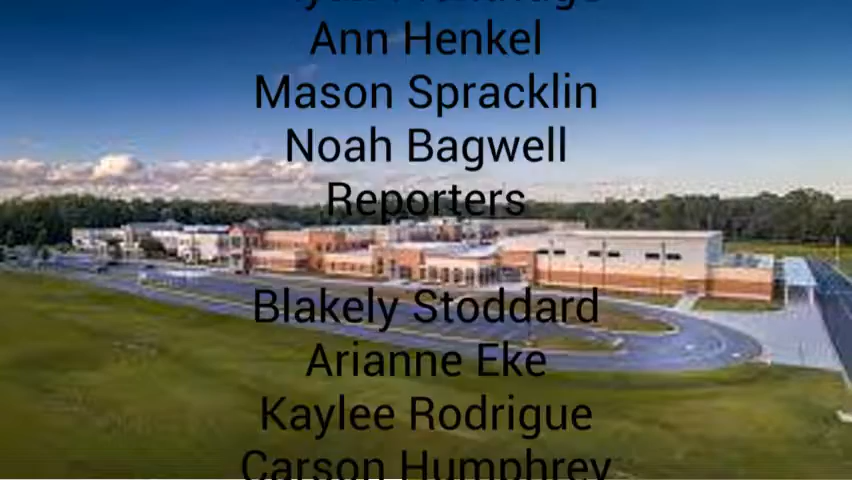 Ann Henkel
Mason Spracklin
Noah Bagwell
Reporters
Blakely Stoddard
Arianne Eke
Kaylee Rodrigue
Carson Humphrey